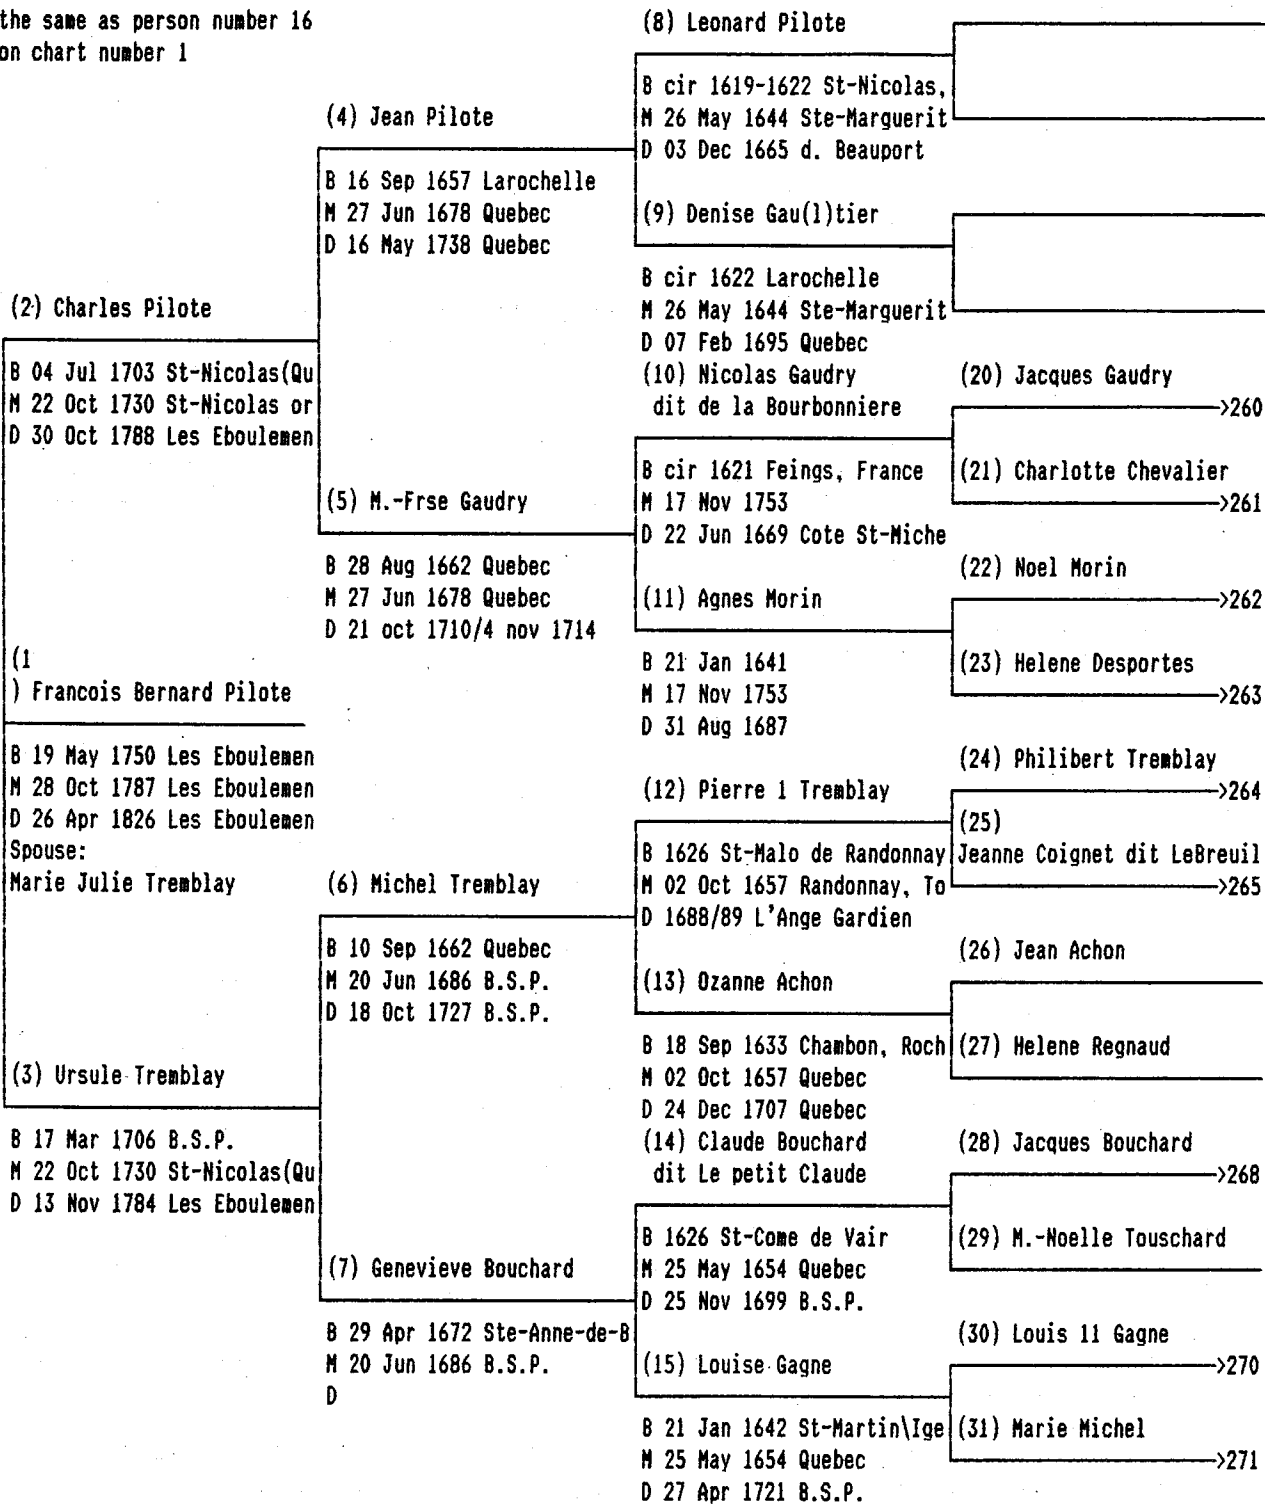 the same as person number 16
on chart number 1
(8) Leonard Pilote
B cir 1619-1622 St-Nicolas,
M 26 May 1644 Ste-Marguerit
D 03 Dec 1665 d. Beauport
(4) Jean Pilote
B 16 Sep 1657 Larochelle
M 27 Jun 1678 Quebec
D 16 May 1738 Quebec
(9) Denise Gau(l)tier
B cir 1622 Larochelle
M 26 May 1644 Ste-Marguerit
D 07 Feb 1695 Quebec
(2) Charles Pilote
B 04 Jul 1703 St-Nicolas(Qu
M 22 Oct 1730 St-Nicolas or
D 30 Oct 1788 Les Eboulemen
(10) Nicolas Gaudry
dit de la Bourbonniere
B cir 1621 Feings, France
M 17 Nov 1753
D 22 Jun 1669 Cote St-Miche
(20) Jacques Gaudry
>260
(21) Charlotte Chevalier
>261
(5) M.-Frse Gaudry
B 28 Aug 1662 Quebec
M 27 Jun 1678 Quebec
D 21 oct 1710/4 nov 1714
(11) Agnes Morin
B 21 Jan 1641
M 17 Nov 1753
D 31 Aug 1687
(22) Noel Morin
>262
(23) Helene Desportes
>263
(1
) Francois Bernard Pilote
B 19 May 1750 Les Eboulemen
M 28 Oct 1787 Les Eboulemen
D 26 Apr 1826 Les Eboulemen
Spouse:
Marie Julie Tremblay
(12) Pierre 1 Tremblay
B 1626 St-Malo de Randonnay
M 02 Oct 1657 Randonnay, To
D 1688/89 L'Ange Gardien
(24) Philibert Tremblay
>264
(25)
Jeanne Coignet dit LeBreuil
>265
(6) Michel Tremblay
B 10 Sep 1662 Quebec
M 20 Jun 1686 B.S.P.
D 18 Oct 1727 B.S.P.
(13) Ozanne Achon
B 18 Sep 1633 Chambon, Roch
M 02 Oct 1657 Quebec
D 24 Dec 1707 Quebec
(26) Jean Achon
(27) Helene Regnaud
(3) Ursule Tremblay
B 17 Mar 1706 B.S.P.
M 22 Oct 1730 St-Nicolas(Qu
D 13 Nov 1784 Les Eboulemen
(14) Claude Bouchard
dit Le petit Claude
B 1626 St-Come de Vair
M 25 May 1654 Quebec
D 25 Nov 1699 B.S.P.
(28) Jacques Bouchard
>268
(29) M.-Noelle Touschard
(7) Genevieve Bouchard
B 29 Apr 1672 Ste-Anne-de-B
M 20 Jun 1686 B.S.P.
D
(15) Louise Gagne
B 21 Jan 1642 St-Martin\Ige
M 25 May 1654 Quebec
D 27 Apr 1721 B.S.P.
(30) Louis 11 Gagne
>270
(31) Marie Michel
>271